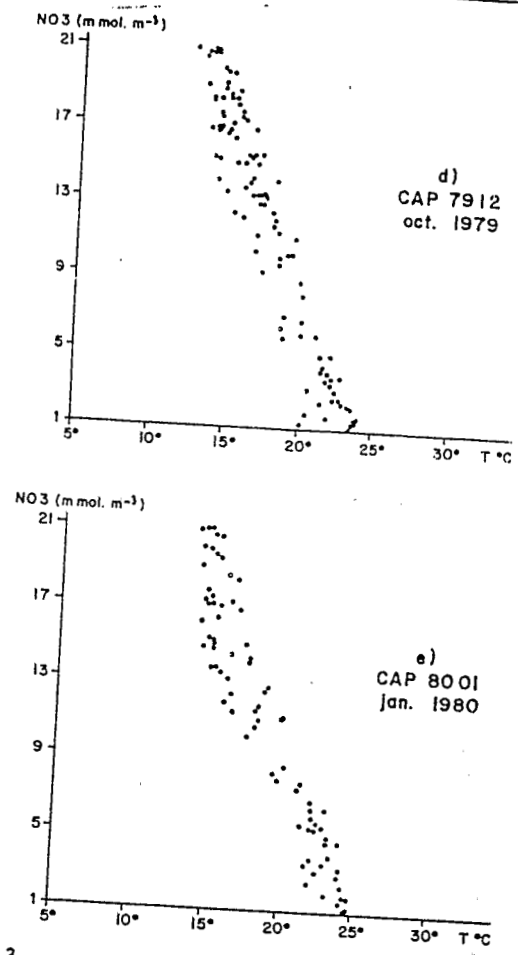 NO3 (m mol. m⁻³)
21
17
13
9
5
1
5° 10° 15° 20° 25° 30° T °C
d)
CAP 7912
oct. 1979
NO3 (m mol. m⁻³)
21
17
13
9
5
1
5° 10° 15° 20° 25° 30° T °C
e)
CAP 8001
jan. 1980